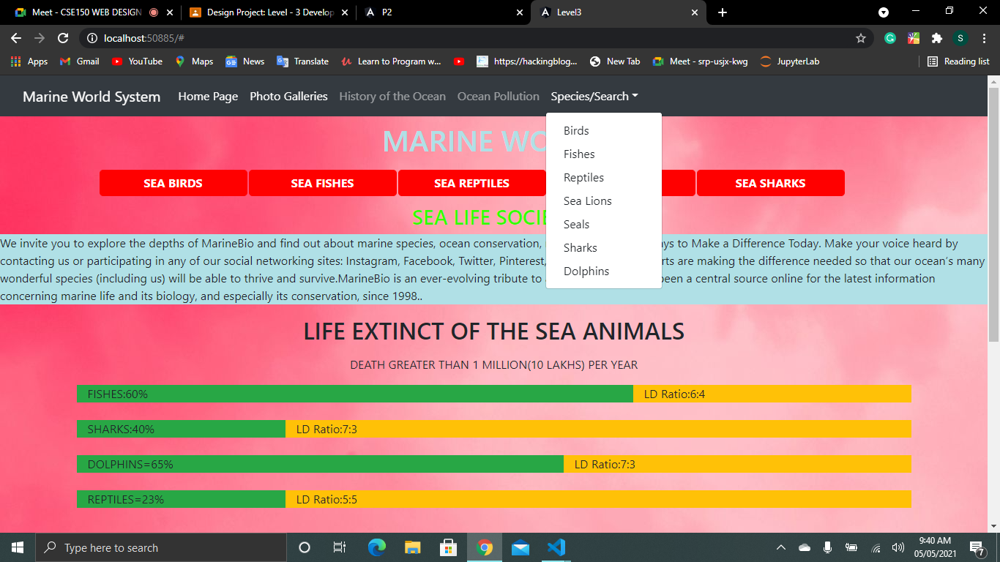 Meet - CSE150 WEB DESIGN
Design Project: Level - 3 Develop
P2
Level3
localhost:50885/#
S
Apps
Gmail
YouTube
Maps
News
Translate
Learn to Program w...
https://hackingblog...
New Tab
Meet - srp-usjx-kwg
JupyterLab
Reading list
Marine World System
Home Page
Photo Galleries
History of the Ocean
Ocean Pollution
Species/Search
Birds
Fishes
Reptiles
Sea Lions
Seals
Sharks
Dolphins
MARINE WO
SEA BIRDS
SEA FISHES
SEA REPTILES
SEA SHARKS
SEA LIFE SOCIE
We invite you to explore the depths of MarineBio and find out about marine species, ocean conservation, ys to Make a Difference Today. Make your voice heard by
contacting us or participating in any of our social networking sites: Instagram, Facebook, Twitter, Pinterest, rts are making the difference needed so that our ocean's many
wonderful species (including us) will be able to thrive and survive.MarineBio is an ever-evolving tribute to been a central source online for the latest information
concerning marine life and its biology, and especially its conservation, since 1998..
LIFE EXTINCT OF THE SEA ANIMALS
DEATH GREATER THAN 1 MILLION(10 LAKHS) PER YEAR
FISHES:60% LD Ratio:6:4
SHARKS:40% LD Ratio:7:3
DOLPHINS=65% LD Ratio:7:3
REPTILES=23% LD Ratio:5:5
Type here to search
9:40 AM
05/05/2021
7